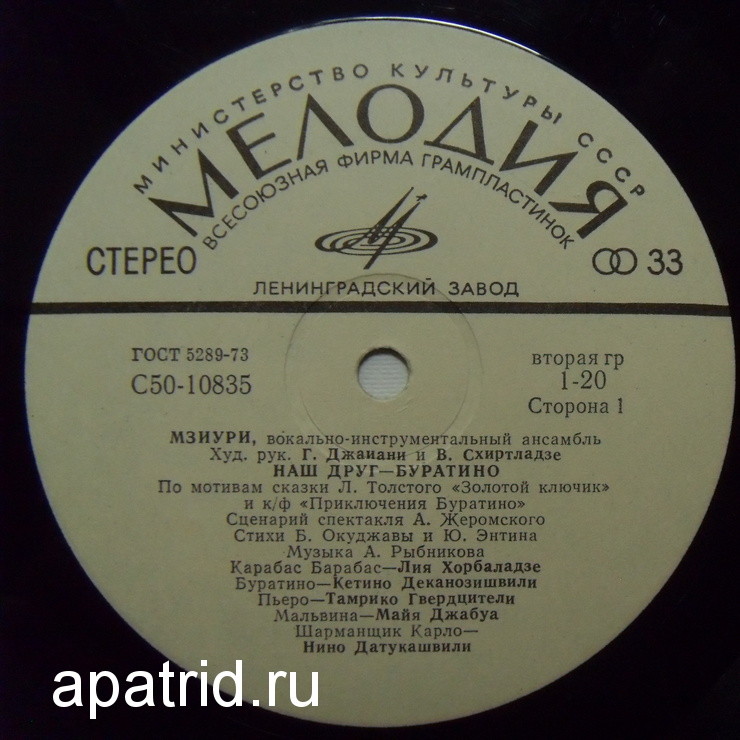 МИНИСТЕРСТВО КУЛЬТУРЫ СССР
МЕЛОДИЯ
ВСЕСОЮЗНАЯ ФИРМА ГРАМПЛАСТИНОК
СТЕРЕО
33
ЛЕНИНГРАДСКИЙ ЗАВОД
ГОСТ 5289-73
С50-10835
вторая гр
1-20
Сторона 1
МЗИУРИ, вокально-инструментальный ансамбль
Худ. рук. Г. Джаиани и В. Схиртладзе
НАШ ДРУГ—БУРАТИНО
По мотивам сказки Л. Толстого «Золотой ключик»
и к/ф «Приключения Буратино»
Сценарий спектакля А. Жеромского
Стихи Б. Окуджавы и Ю. Энтина
Музыка А. Рыбникова
Карабас Барабас—Лия Хорбаладзе
Буратино—Кетино Деканозишвили
Пьеро—Тамрико Гвердцители
Мальвина—Майя Джабуа
Шарманщик Карло—
Нино Датукашвили
apatrid.ru